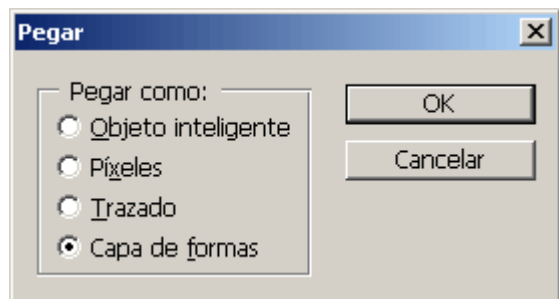 Pegar
Pegar como:
Objeto inteligente
Píxeles
Trazado
Capa de formas
OK
Cancelar